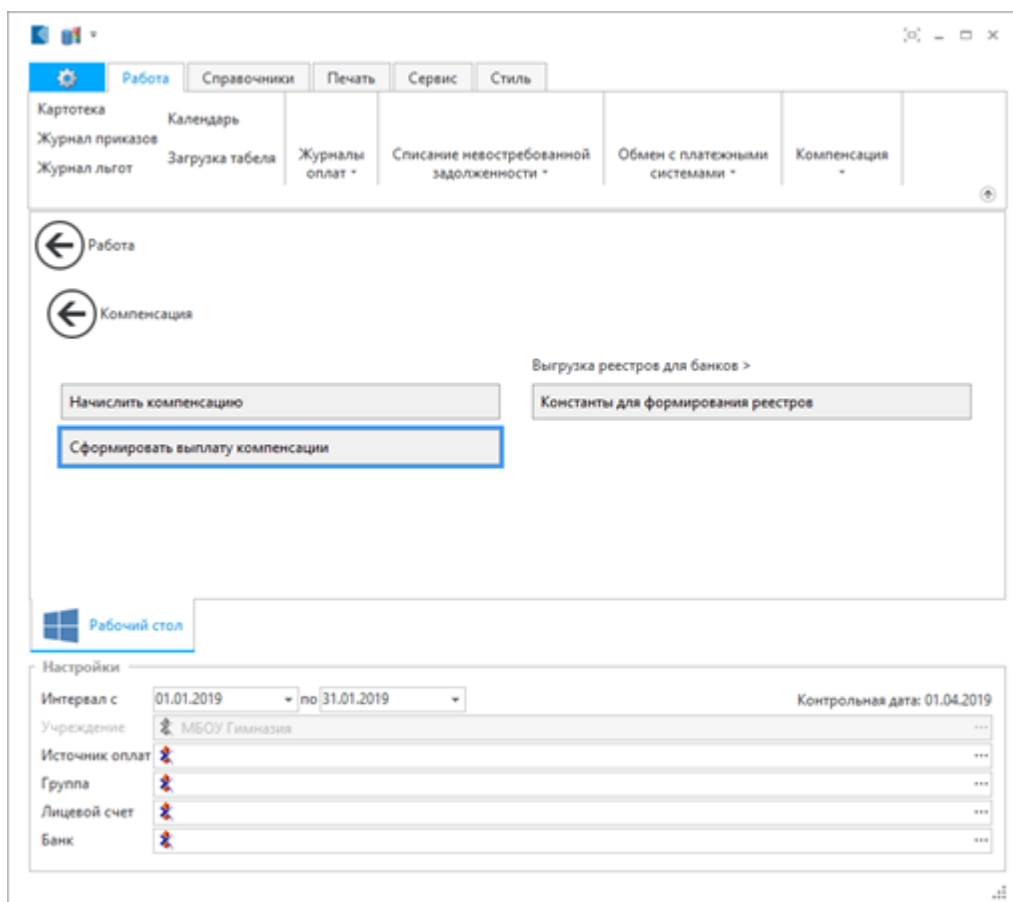 Работа Справочники Печать Сервис Стиль
Картотека
Журнал приказов
Журнал льгот
Календарь
Загрузка табеля
Журналы
оплат
Списание невостребованной
задолженности
Обмен с платежными
системами
Компенсация
Работа
Компенсация
Выгрузка реестров для банков >
Начислить компенсацию
Константы для формирования реестров
Сформировать выплату компенсации
Рабочий стол
Настройки
Интервал с 01.01.2019 по 31.01.2019 Контрольная дата: 01.04.2019
Учреждение МБОУ Гимназия ...
Источник оплат ...
Группа ...
Лицевой счет ...
Банк ...